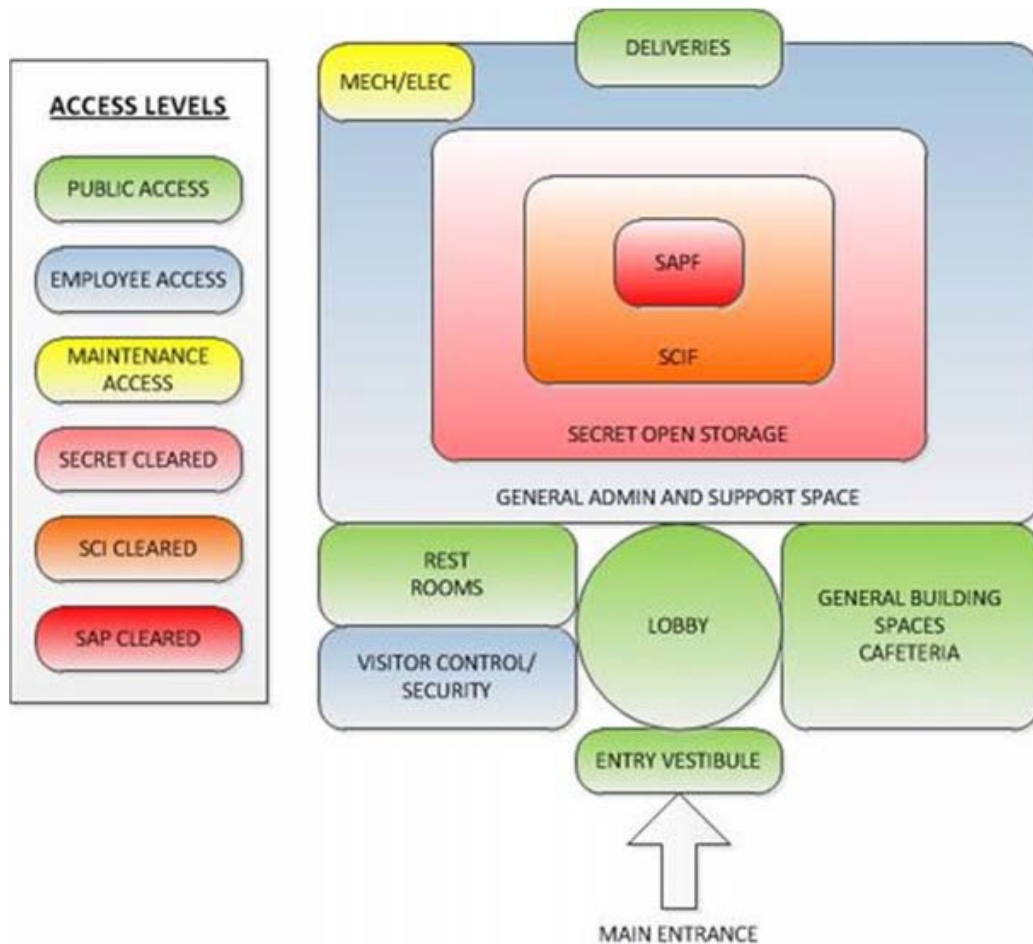 ACCESS LEVELS
PUBLIC ACCESS
EMPLOYEE ACCESS
MAINTENANCE
ACCESS
SECRET CLEARED
SCI CLEARED
SAP CLEARED
DELIVERIES
MECH/ELEC
SAPF
SCIF
SECRET OPEN STORAGE
GENERAL ADMIN AND SUPPORT SPACE
REST
ROOMS
VISITOR CONTROL/
SECURITY
LOBBY
GENERAL BUILDING
SPACES
CAFETERIA
ENTRY VESTIBULE
MAIN ENTRANCE